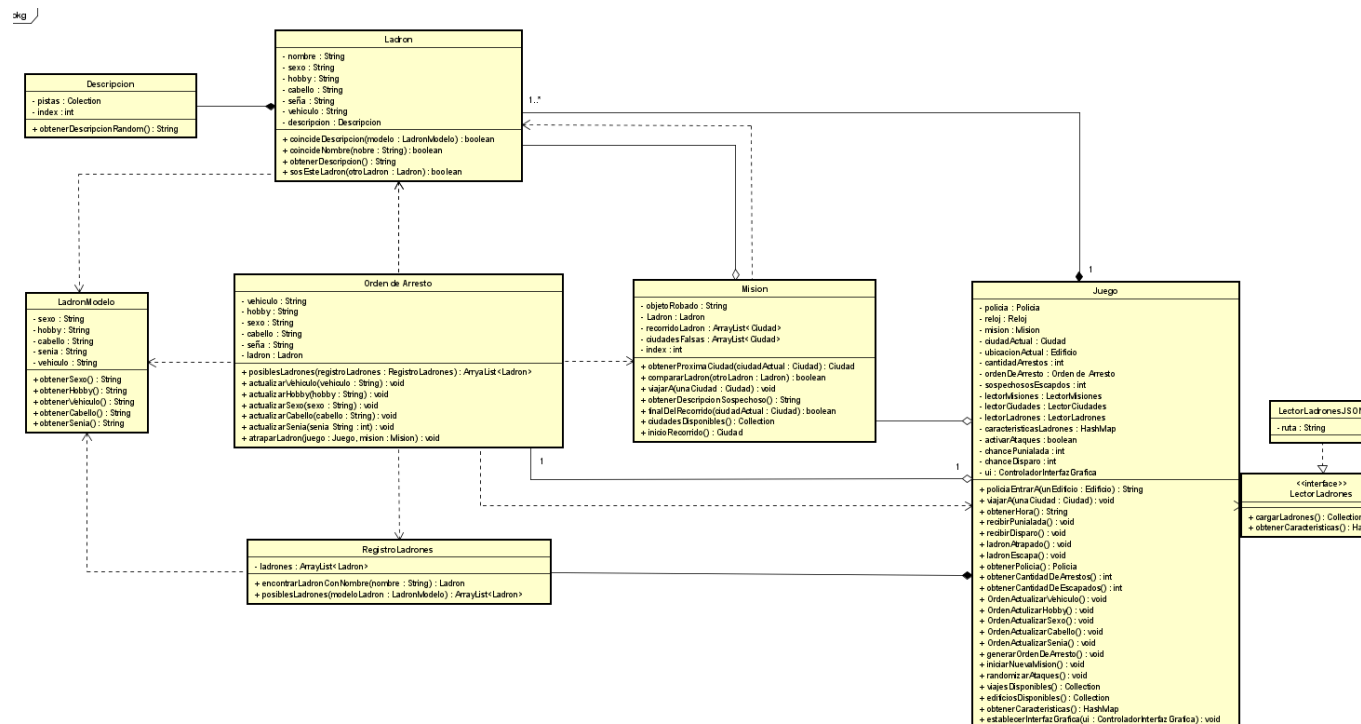 pkg
Ladron
- nombre : String
- sexo : String
- hobby : String
- cabello : String
- seña : String
- vehiculo : String
- descripcion : Descripcion
+ coincideDescripcion(modelo : LadronModelo) : boolean
+ coincideNombre(nobre : String) : boolean
+ obtenerDescripcion() : String
+ sosEsteLadron(otroLadron : Ladron) : boolean
Descripcion
- pistas : Colection
- index : int
+ obtenerDescripcionRandom() : String
1..*
LadronModelo
- sexo : String
- hobby : String
- cabello : String
- senia : String
- vehiculo : String
+ obtenerSexo() : String
+ obtenerHobby() : String
+ obtenerVehiculo() : String
+ obtenerCabello() : String
+ obtenerSenia() : String
Orden de Arresto
- vehiculo : String
- hobby : String
- sexo : String
- cabello : String
- seña : String
- ladron : Ladron
+ posiblesLadrones(registroLadrones : RegistroLadrones) : ArrayList<Ladron>
+ actualizarVehiculo(vehiculo : String) : void
+ actualizarHobby(hobby : String) : void
+ actualizarSexo(sexo : String) : void
+ actualizarCabello(cabello : String) : void
+ actualizarSenia(senia String : int) : void
+ atraparLadron(juego : Juego, mision : Mision) : void
Mision
- objetoRobado : String
- Ladron : Ladron
- recorridoLadron : ArrayList<Ciudad>
- ciudadesFalsas : ArrayList<Ciudad>
- index : int
+ obtenerProximaCiudad(ciudadActual : Ciudad) : Ciudad
+ compararLadron(otroLadron : Ladron) : boolean
+ viajarA(unaCiudad : Ciudad) : void
+ obtenerDescripcionSospechoso() : String
+ finalDelRecorrido(ciudadActual : Ciudad) : boolean
+ ciudadesDisponibles() : Collection
+ inicioRecorrido() : Ciudad
1
1
1
Juego
- policia : Policia
- reloj : Reloj
- mision : Mision
- ciudadActual : Ciudad
- ubicacionActual : Edificio
- cantidadArrestos : int
- ordenDeArresto : Orden de Arresto
- sospechososEscapdos : int
- lectorMisiones : LectorMisiones
- lectorCiudades : LectorCiudades
- lectorLadrones : LectorLadrones
- caracteristicasLadrones : HashMap
- activarAtaques : boolean
- chancePunialada : int
- chanceDisparo : int
- ui : ControladorInterfazGrafica
+ policiaEntrarA(unEdificio : Edificio) : String
+ viajarA(unaCiudad : Ciudad) : void
+ obtenerHora() : String
+ recibirPunialada() : void
+ recibirDisparo() : void
+ ladronAtrapado() : void
+ ladronEscapa() : void
+ obtenerPolicia() : Policia
+ obtenerCantidadDeArrestos() : int
+ obtenerCantidadDeEscapados() : int
+ OrdenActualizarVehiculo() : void
+ OrdenActulizarHobby() : void
+ OrdenActualizarSexo() : void
+ OrdenActualizarCabello() : void
+ OrdenActualizarSenia() : void
+ generarOrdenDeArresto() : void
+ iniciarNuevaMision() : void
+ randomizarAtaques() : void
+ viajesDisponibles() : Collection
+ edificiosDisponibles() : Collection
+ obtenerCaracteristicas() : HashMap
+ establecerInterfazGrafica(ui : ControladorInterfazGrafica) : void
LectorLadronesJSON
- ruta : String
<<interface>>
LectorLadrones
+ cargarLadrones() : Collection
+ obtenerCaracteristicas() : Ha
RegistroLadrones
- ladrones : ArrayList<Ladron>
+ encontrarLadronConNombre(nombre : String) : Ladron
+ posiblesLadrones(modeloLadron : LadronModelo) : ArrayList<Ladron>